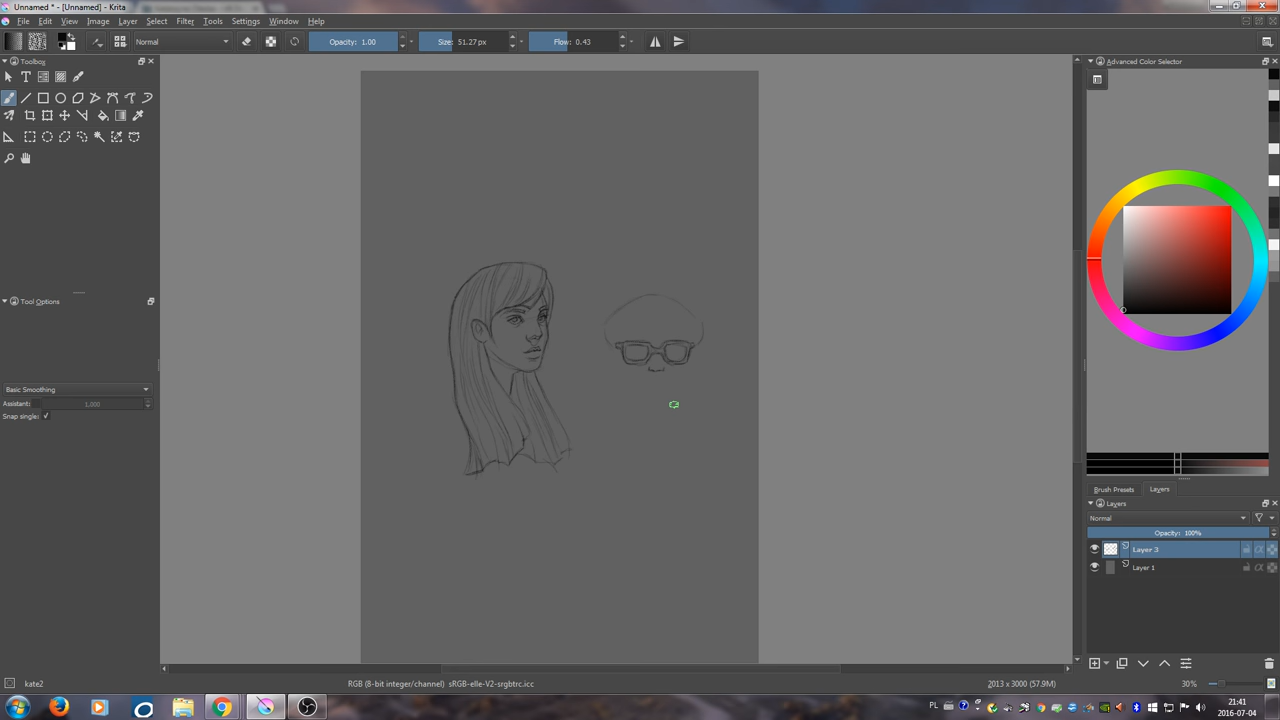 Unnamed * - [Unnamed] - Krita
File Edit View Image Layer Select Filter Tools Settings Window Help
Normal
Opacity: 1.00
Size: 51.27 px
Flow: 0.43
Toolbox
Advanced Color Selector
Tool Options
Basic Smoothing
Assistant: 1,000
Snap single: ✓
Brush Presets Layers
Layers
Normal
Opacity: 100%
Layer 3
Layer 1
kate2
RGB (8-bit integer/channel) sRGB-elle-V2-srgbtrc.icc
2013 x 3000 (57.9M)
30%
PL
21:41
2016-07-04